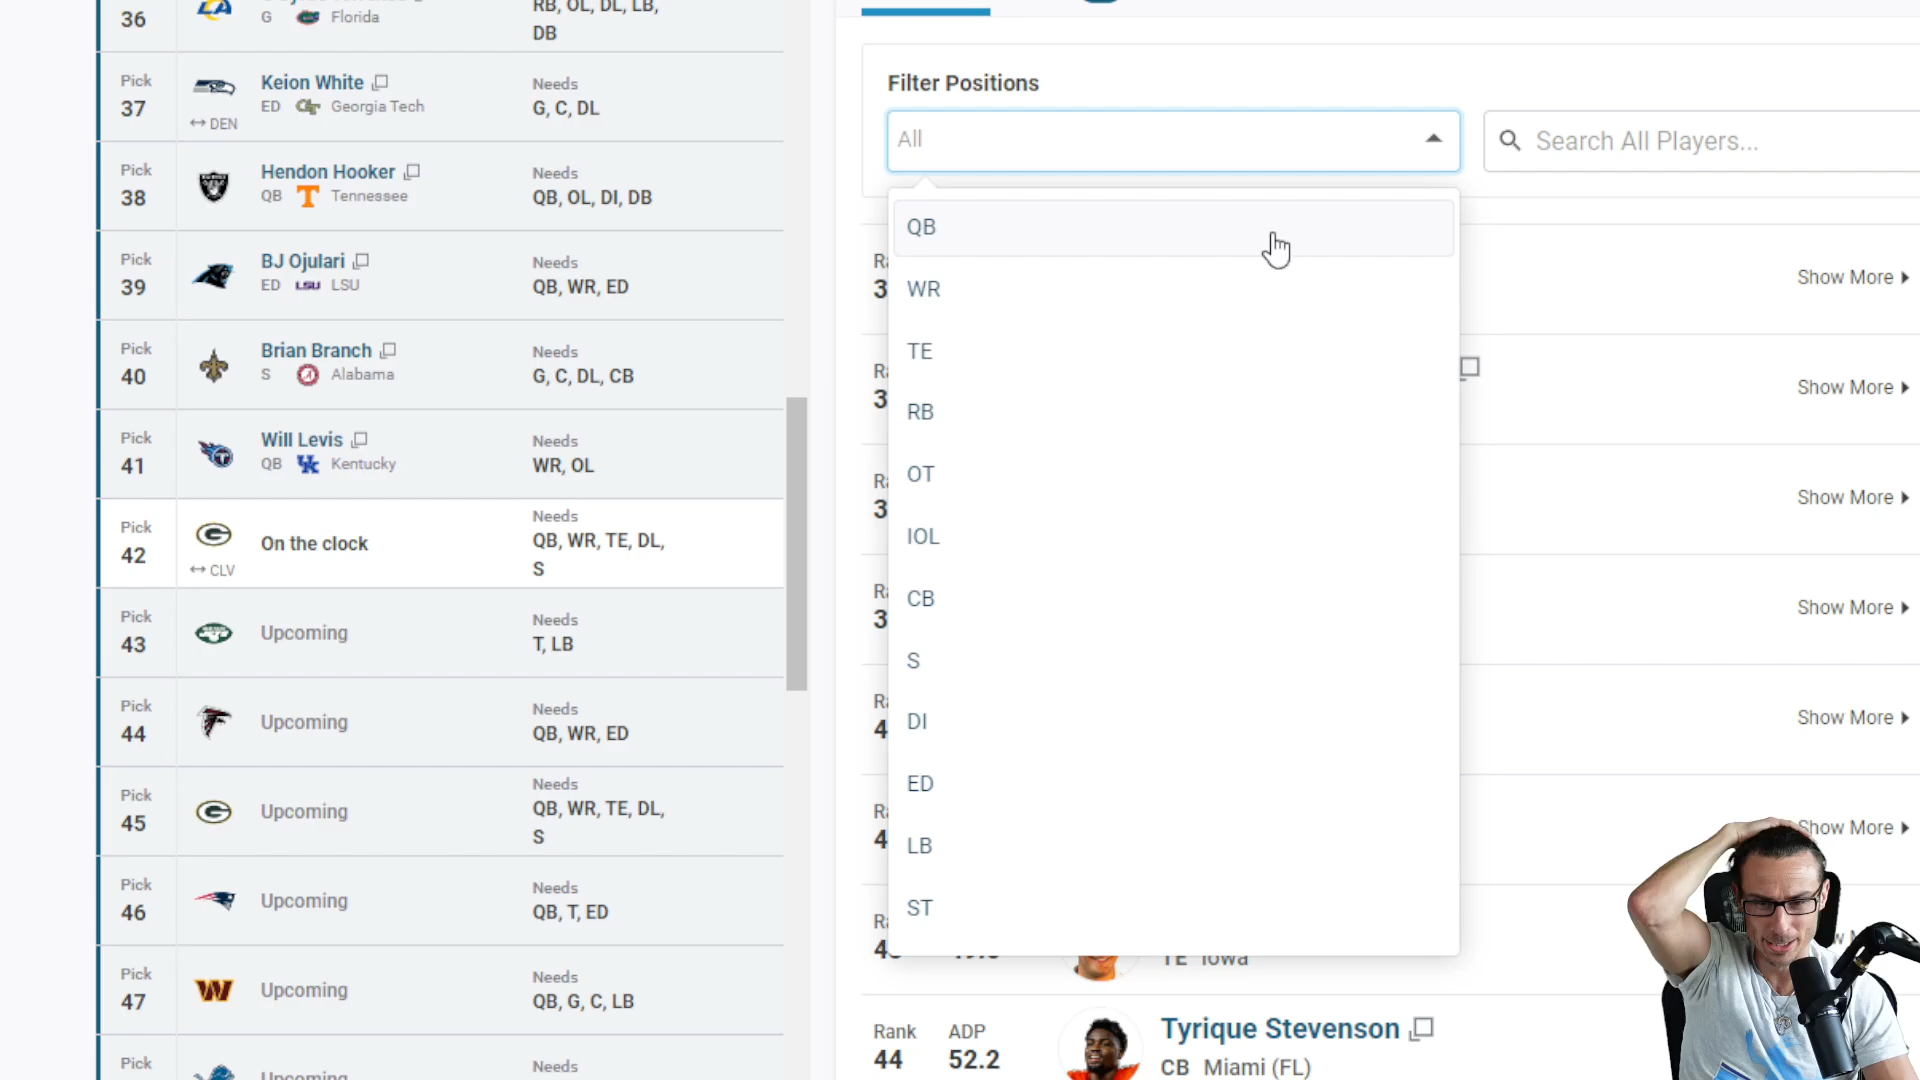 36
G Florida
RB, OL, DL, LB,
DB
Pick
37
DEN
Keion White
ED Georgia Tech
Needs
G, C, DL
Pick
38
Hendon Hooker
QB Tennessee
Needs
QB, OL, DI, DB
Pick
39
BJ Ojulari
ED LSU LSU
Needs
QB, WR, ED
Pick
40
Brian Branch
S Alabama
Needs
G, C, DL, CB
Pick
41
Will Levis
QB Kentucky
Needs
WR, OL
Pick
42
CLV
On the clock
Needs
QB, WR, TE, DL,
S
Pick
43
Upcoming
Needs
T, LB
Pick
44
Upcoming
Needs
QB, WR, ED
Pick
45
Upcoming
Needs
QB, WR, TE, DL,
S
Pick
46
Upcoming
Needs
QB, T, ED
Pick
47
Upcoming
Needs
QB, G, C, LB
Pick
Upcoming
Needs
Filter Positions
All
Search All Players...
QB
WR
TE
RB
OT
IOL
CB
S
DI
ED
LB
ST
Show More
Show More
Show More
Show More
Show More
Show More
TE Iowa
Rank
44
ADP
52.2
Tyrique Stevenson
CB Miami (FL)